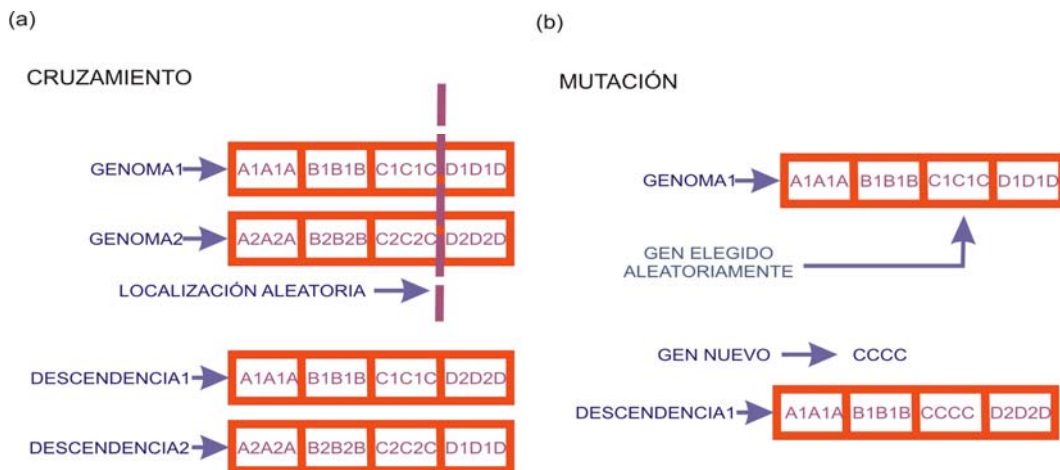 (a)
CRUZAMIENTO
GENOMA1 A1A1A B1B1B C1C1C D1D1D
GENOMA2 A2A2A B2B2B C2C2C D2D2D
LOCALIZACIÓN ALEATORIA
DESCENDENCIA1 A1A1A B1B1B C1C1C D2D2D
DESCENDENCIA2 A2A2A B2B2B C2C2C D1D1D
(b)
MUTACIÓN
GENOMA1 A1A1A B1B1B C1C1C D1D1D
GEN ELEGIDO
ALEATORIAMENTE
GEN NUEVO CCCC
DESCENDENCIA1 A1A1A B1B1B CCCC D2D2D